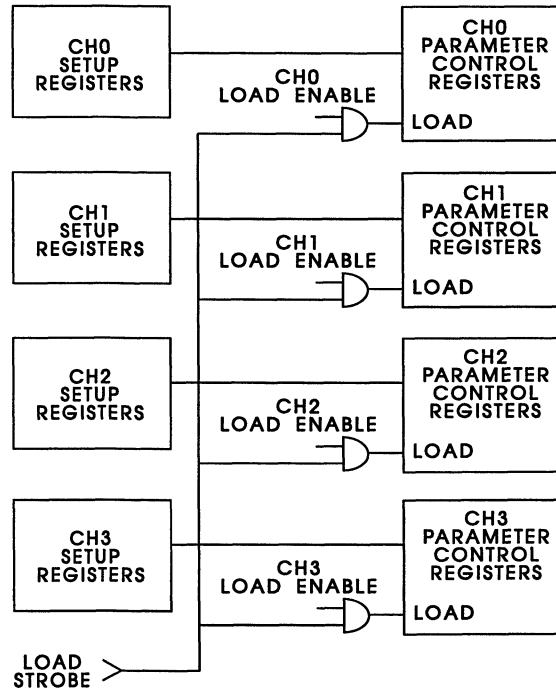 CH0
SETUP
REGISTERS
CH0
PARAMETER
CONTROL
REGISTERS
CH0
LOAD ENABLE
LOAD
CH1
SETUP
REGISTERS
CH1
PARAMETER
CONTROL
REGISTERS
CH1
LOAD ENABLE
LOAD
CH2
SETUP
REGISTERS
CH2
PARAMETER
CONTROL
REGISTERS
CH2
LOAD ENABLE
LOAD
CH3
SETUP
REGISTERS
CH3
PARAMETER
CONTROL
REGISTERS
CH3
LOAD ENABLE
LOAD
LOAD
STROBE